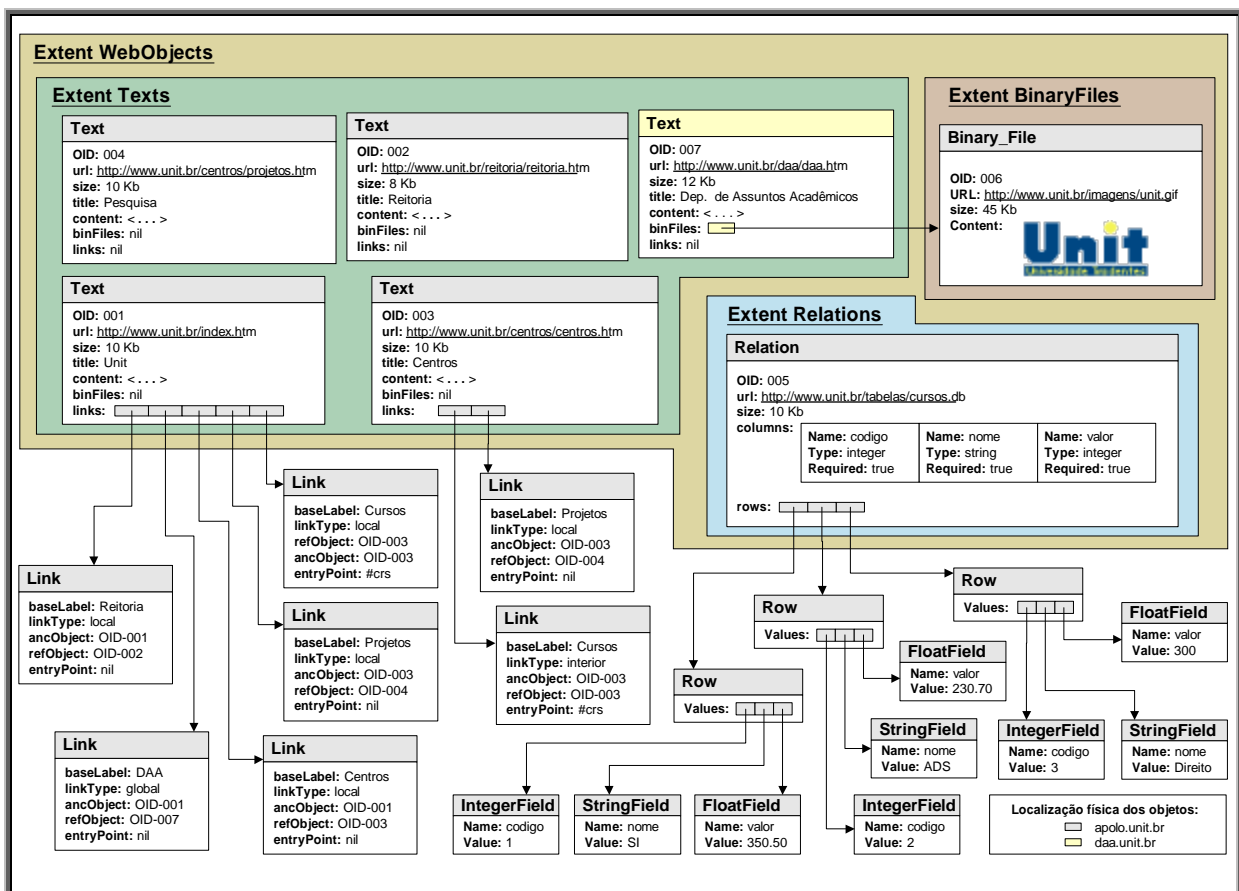 Extent WebObjects
Extent Texts
Text
OID: 004
url: http://www.unit.br/centros/projetos.htm
size: 10 Kb
title: Pesquisa
content: <...>
binFiles: nil
links: nil
Text
OID: 002
url: http://www.unit.br/reitoria/reitoria.htm
size: 8 Kb
title: Reitoria
content: <...>
binFiles: nil
links: nil
Text
OID: 007
url: http://www.unit.br/daa/daa.htm
size: 12 Kb
title: Dep. de Assuntos Acadêmicos
content: <...>
binFiles:
links: nil
Extent BinaryFiles
Binary_File
OID: 006
URL: http://www.unit.br/imagens/unit.gif
size: 45 Kb
Content:
Unit
Universidade Tiradentes
Text
OID: 001
url: http://www.unit.br/index.htm
size: 10 Kb
title: Unit
content: <...>
binFiles: nil
links:
Text
OID: 003
url: http://www.unit.br/centros/centros.htm
size: 10 Kb
title: Centros
content: <...>
binFiles: nil
links:
Extent Relations
Relation
OID: 005
url: http://www.unit.br/tabelas/cursos.db
size: 10 Kb
columns:
Name: codigo
Type: integer
Required: true
Name: nome
Type: string
Required: true
Name: valor
Type: integer
Required: true
rows:
Link
baseLabel: Cursos
linkType: local
refObject: OID-003
ancObject: OID-003
entryPoint: #crs
Link
baseLabel: Projetos
linkType: local
ancObject: OID-003
refObject: OID-004
entryPoint: nil
Link
baseLabel: Reitoria
linkType: local
ancObject: OID-001
refObject: OID-002
entryPoint: nil
Link
baseLabel: Projetos
linkType: local
ancObject: OID-003
refObject: OID-004
entryPoint: nil
Link
baseLabel: Cursos
linkType: interior
ancObject: OID-003
refObject: OID-003
entryPoint: #crs
Link
baseLabel: DAA
linkType: global
ancObject: OID-001
refObject: OID-007
entryPoint: nil
Link
baseLabel: Centros
linkType: local
ancObject: OID-001
refObject: OID-003
entryPoint: nil
Row
Values:
Row
Values:
Row
Values:
FloatField
Name: valor
Value: 300
FloatField
Name: valor
Value: 230.70
StringField
Name: nome
Value: ADS
IntegerField
Name: codigo
Value: 3
StringField
Name: nome
Value: Direito
IntegerField
Name: codigo
Value: 1
StringField
Name: nome
Value: SI
FloatField
Name: valor
Value: 350.50
IntegerField
Name: codigo
Value: 2
Localização física dos objetos:
apolo.unit.br
daa.unit.br